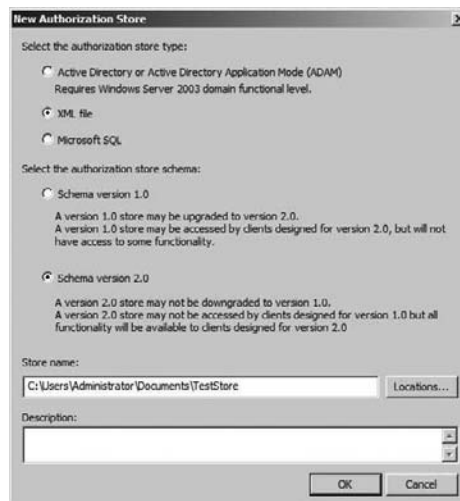 New Authorization Store
Select the authorization store type:
Active Directory or Active Directory Application Mode (ADAM)
Requires Windows Server 2003 domain functional level.
XML file
Microsoft SQL
Select the authorization store schema:
Schema version 1.0
A version 1.0 store may be upgraded to version 2.0.
A version 1.0 store may be accessed by clients designed for version 2.0, but will not
have access to some functionality.
Schema version 2.0
A version 2.0 store may not be downgraded to version 1.0.
A version 2.0 store may not be accessed by clients designed for version 1.0 but all
functionality will be available to clients designed for version 2.0
Store name:
C:\Users\Administrator\Documents\TestStore
Locations...
Description:
OK
Cancel